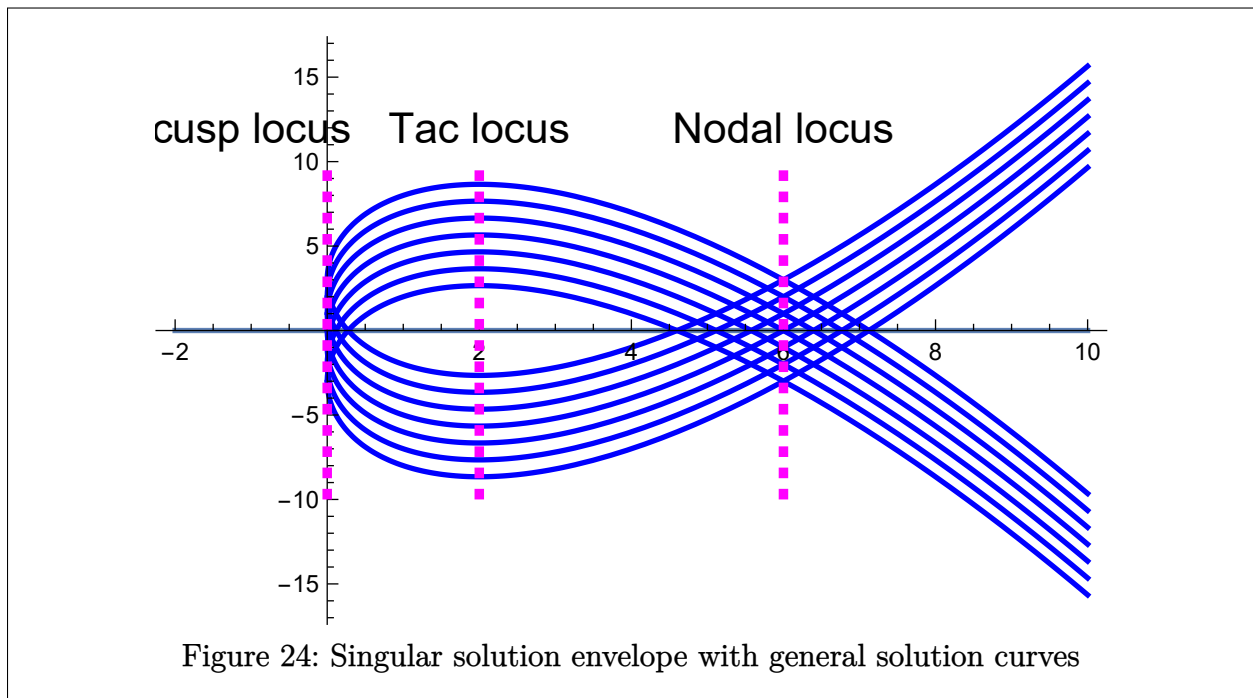 15
cusp locus Tac locus Nodal locus
10
5
−2 2 4 6 8 10
−5
−10
−15
Figure 24: Singular solution envelope with general solution curves